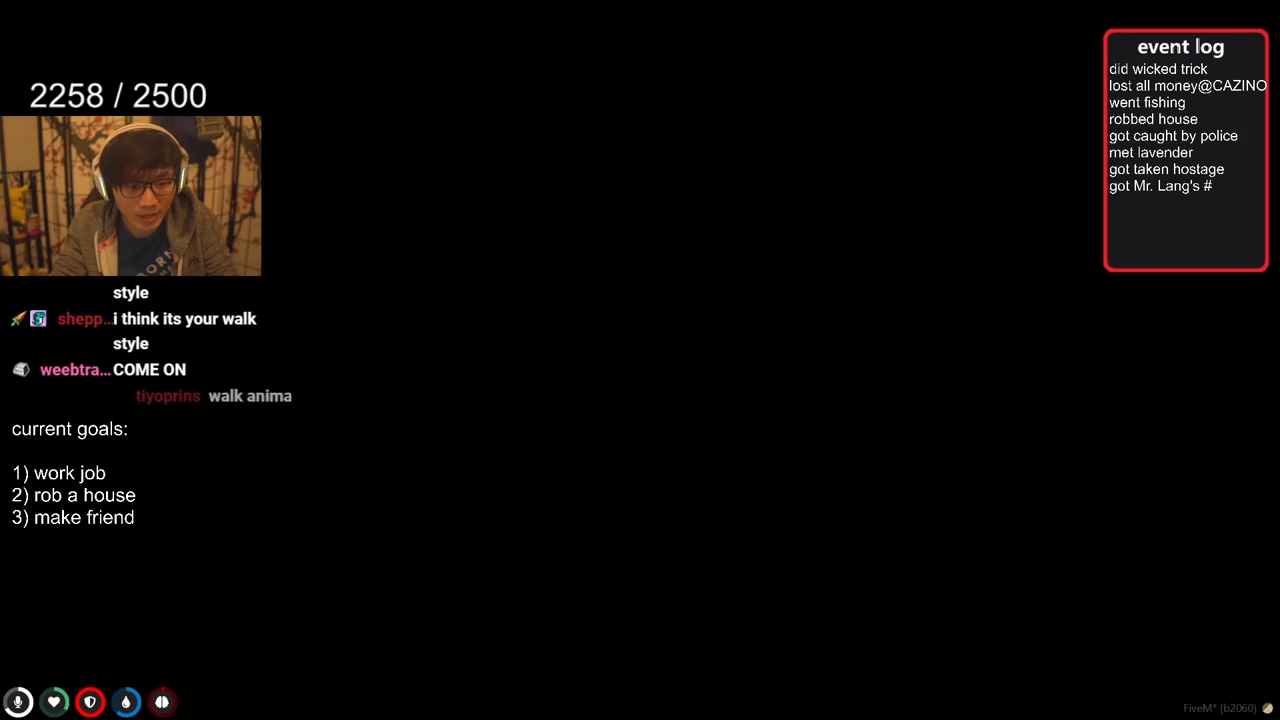 2258 / 2500
style
shepp...i think its your walk
style
weebtra...COME ON
tiyoprins walk anima
current goals:
1) work job
2) rob a house
3) make friend
event log
did wicked trick
lost all money@CAZINO
went fishing
robbed house
got caught by police
met lavender
got taken hostage
got Mr. Lang's #
FiveM* (b2060)